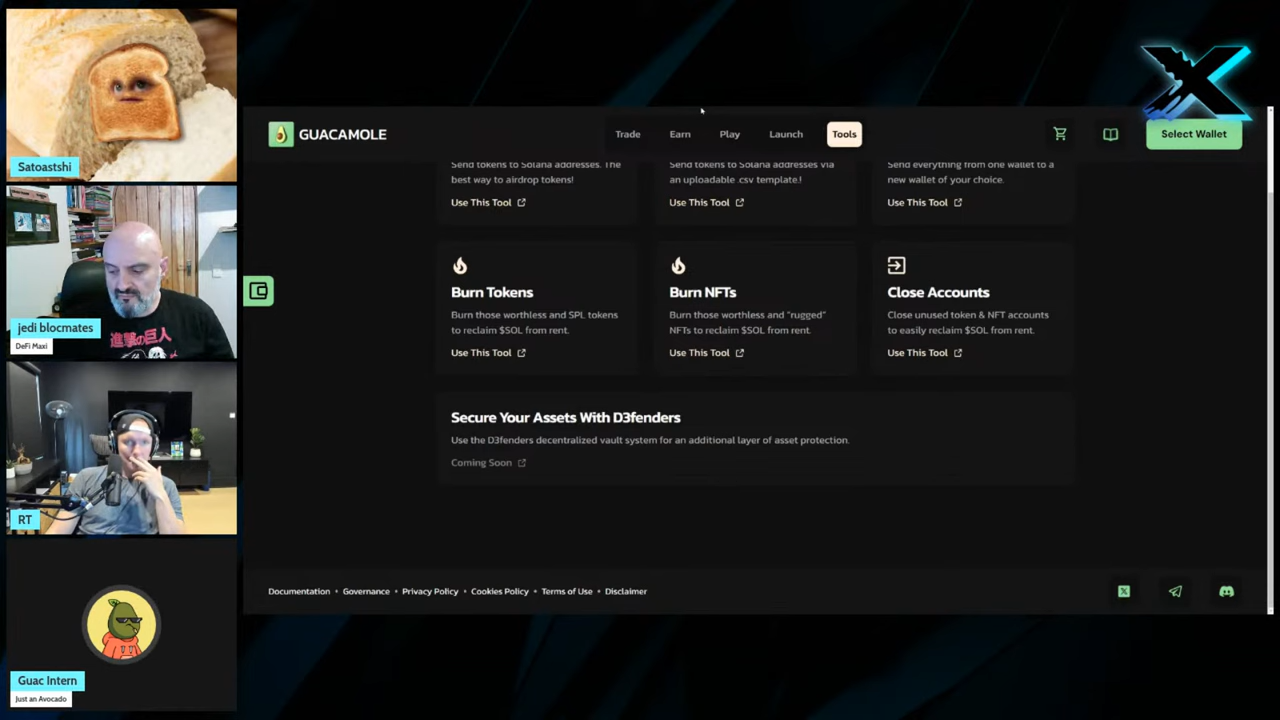 Satoastshi
jedi blocmates
DeFi Maxi
進撃の巨人
RT
Guac Intern
Just an Avocado
X
GUACAMOLE
Trade
Earn
Play
Launch
Tools
Select Wallet
Send tokens to Solana addresses. The
best way to airdrop tokens!
Use This Tool
Send tokens to Solana addresses via
an uploadable .csv template.!
Use This Tool
Send everything from one wallet to a
new wallet of your choice.
Use This Tool
Burn Tokens
Burn those worthless and SPL tokens
to reclaim $SOL from rent.
Use This Tool
Burn NFTs
Burn those worthless and "rugged"
NFTs to reclaim $SOL from rent.
Use This Tool
Close Accounts
Close unused token & NFT accounts
to easily reclaim $SOL from rent.
Use This Tool
Secure Your Assets With D3fenders
Use the D3fenders decentralized vault system for an additional layer of asset protection.
Coming Soon
Documentation • Governance • Privacy Policy • Cookies Policy • Terms of Use • Disclaimer